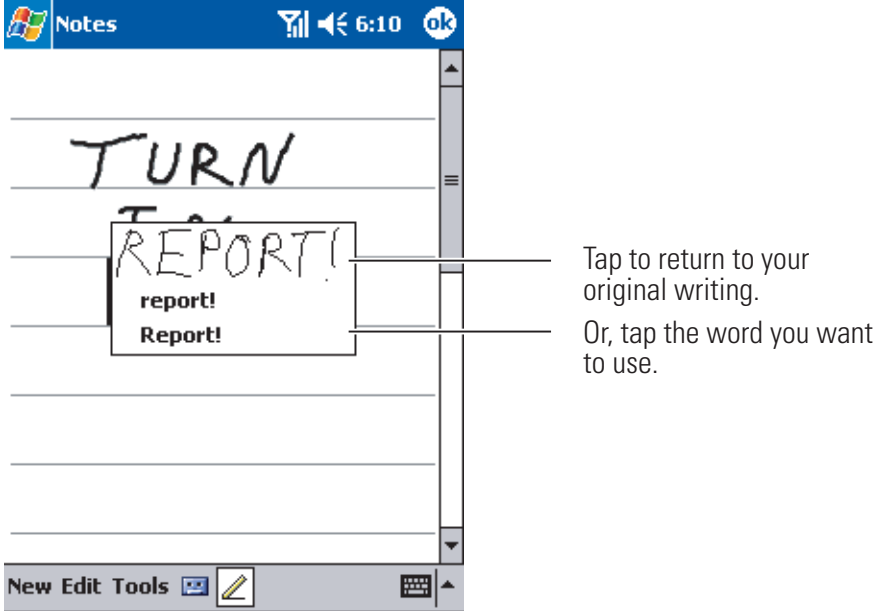 Notes 6:10 ok
TURN
REPORT!
report!
Report!
Tap to return to your
original writing.
Or, tap the word you want
to use.
New Edit Tools